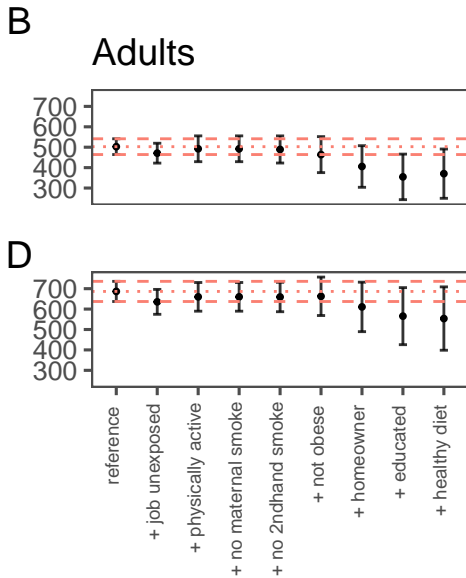 B
Adults
700
600
500
400
300
D
700
600
500
400
300
reference
+ job unexposed
+ physically active
+ no maternal smoke
+ no 2ndhand smoke
+ not obese
+ homeowner
+ educated
+ healthy diet